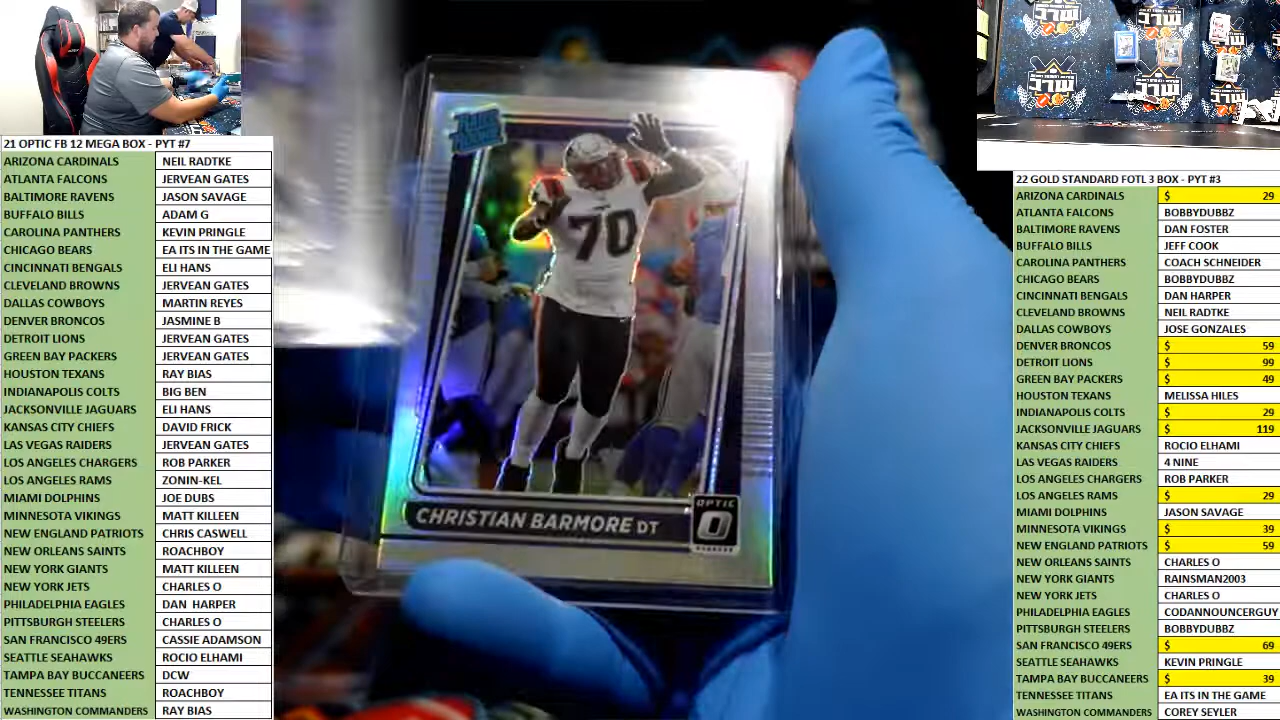 21 OPTIC FB 12 MEGA BOX - PYT #7
ARIZONA CARDINALS NEIL RADTKE
ATLANTA FALCONS JERVEAN GATES
BALTIMORE RAVENS JASON SAVAGE
BUFFALO BILLS ADAM G
CAROLINA PANTHERS KEVIN PRINGLE
CHICAGO BEARS EA ITS IN THE GAME
CINCINNATI BENGALS ELI HANS
CLEVELAND BROWNS JERVEAN GATES
DALLAS COWBOYS MARTIN REYES
DENVER BRONCOS JASMINE B
DETROIT LIONS JERVEAN GATES
GREEN BAY PACKERS JERVEAN GATES
HOUSTON TEXANS RAY BIAS
INDIANAPOLIS COLTS BIG BEN
JACKSONVILLE JAGUARS ELI HANS
KANSAS CITY CHIEFS DAVID FRICK
LAS VEGAS RAIDERS JERVEAN GATES
LOS ANGELES CHARGERS ROB PARKER
LOS ANGELES RAMS ZONIN-KEL
MIAMI DOLPHINS JOE DUBS
MINNESOTA VIKINGS MATT KILLEEN
NEW ENGLAND PATRIOTS CHRIS CASWELL
NEW ORLEANS SAINTS ROACHBOY
NEW YORK GIANTS MATT KILLEEN
NEW YORK JETS CHARLES O
PHILADELPHIA EAGLES DAN HARPER
PITTSBURGH STEELERS CHARLES O
SAN FRANCISCO 49ERS CASSIE ADAMSON
SEATTLE SEAHAWKS ROCIO ELHAMI
TAMPA BAY BUCCANEERS DCW
TENNESSEE TITANS ROACHBOY
WASHINGTON COMMANDERS RAY BIAS
70
CHRISTIAN BARMORE DT
OPTIC
22 GOLD STANDARD FOTL 3 BOX - PYT #3
ARIZONA CARDINALS $ 29
ATLANTA FALCONS BOBBYDUBBZ
BALTIMORE RAVENS DAN FOSTER
BUFFALO BILLS JEFF COOK
CAROLINA PANTHERS COACH SCHNEIDER
CHICAGO BEARS BOBBYDUBBZ
CINCINNATI BENGALS DAN HARPER
CLEVELAND BROWNS NEIL RADTKE
DALLAS COWBOYS JOSE GONZALES
DENVER BRONCOS $ 59
DETROIT LIONS $ 99
GREEN BAY PACKERS $ 49
HOUSTON TEXANS MELISSA HILES
INDIANAPOLIS COLTS $ 29
JACKSONVILLE JAGUARS $ 119
KANSAS CITY CHIEFS ROCIO ELHAMI
LAS VEGAS RAIDERS 4 NINE
LOS ANGELES CHARGERS ROB PARKER
LOS ANGELES RAMS $ 29
MIAMI DOLPHINS JASON SAVAGE
MINNESOTA VIKINGS $ 39
NEW ENGLAND PATRIOTS $ 59
NEW ORLEANS SAINTS CHARLES O
NEW YORK GIANTS RAINSMAN2003
NEW YORK JETS CHARLES O
PHILADELPHIA EAGLES CODANNOUNCERGUY
PITTSBURGH STEELERS BOBBYDUBBZ
SAN FRANCISCO 49ERS $ 69
SEATTLE SEAHAWKS KEVIN PRINGLE
TAMPA BAY BUCCANEERS $ 39
TENNESSEE TITANS EA ITS IN THE GAME
WASHINGTON COMMANDERS COREY SEYLER